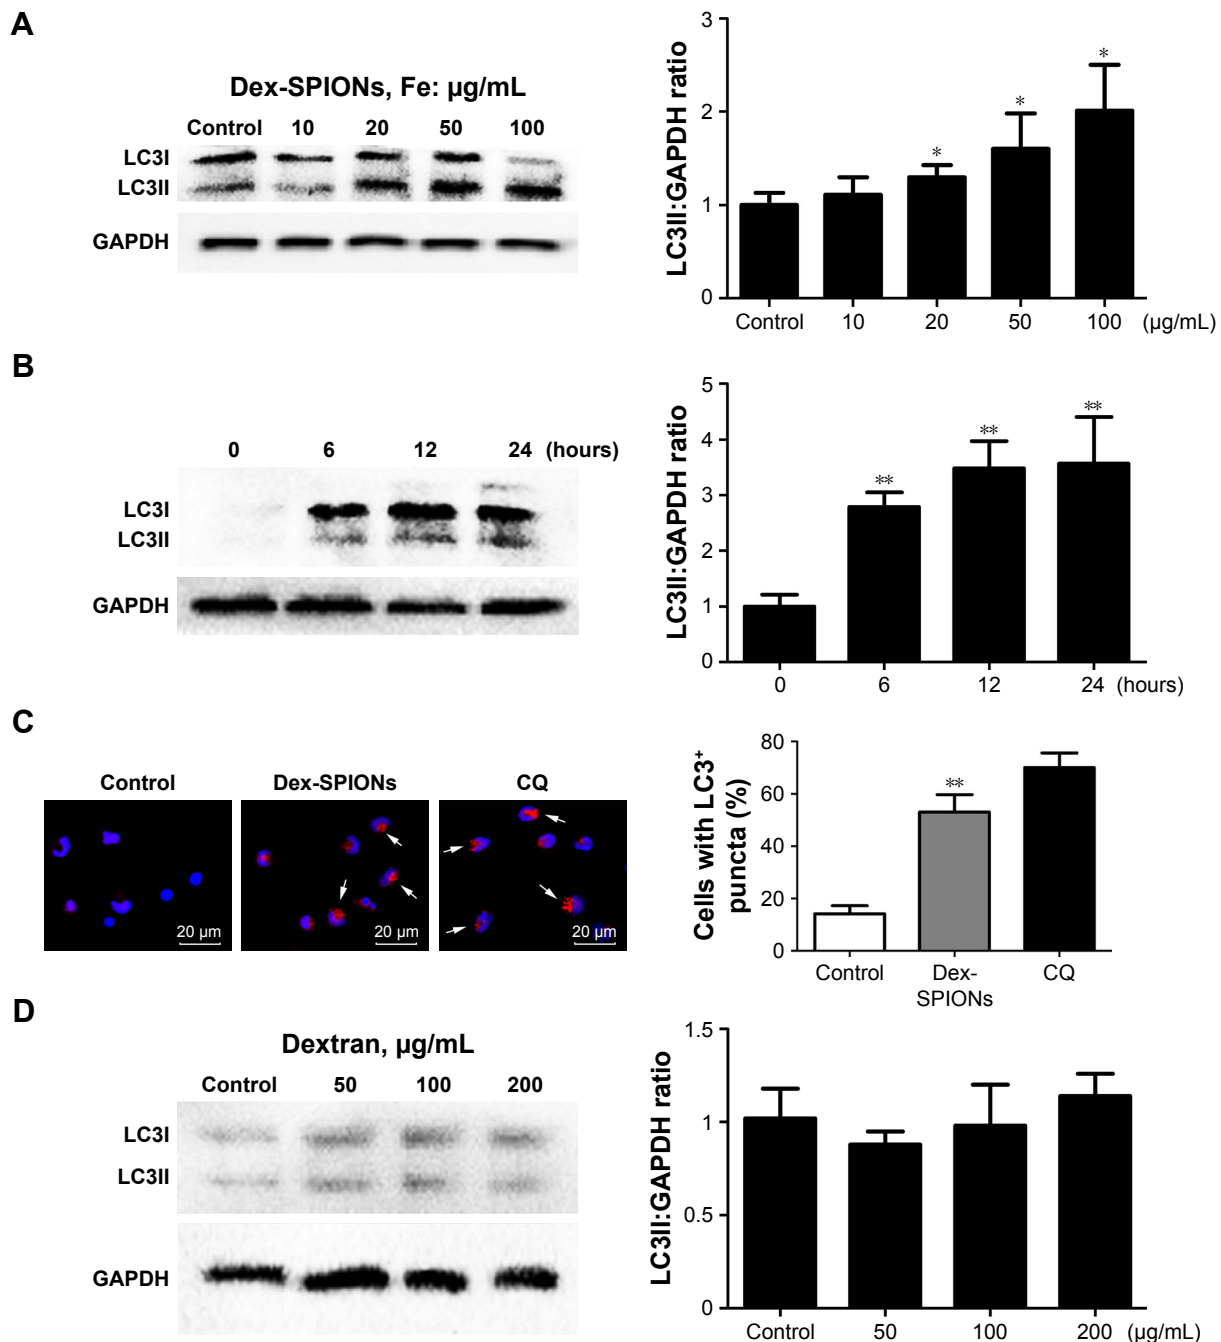 A
Dex-SPIONs, Fe: µg/mL
Control 10 20 50 100
LC3I
LC3II
GAPDH
LC3II:GAPDH ratio
3
2
1
0
* * *
Control 10 20 50 100 (µg/mL)
B
0 6 12 24 (hours)
LC3I
LC3II
GAPDH
LC3II:GAPDH ratio
5
4
3
2
1
0
** ** **
0 6 12 24 (hours)
C
Control Dex-SPIONs CQ
20 µm 20 µm 20 µm
Cells with LC3⁺
puncta (%)
80
60
40
20
0
**
Control Dex- CQ
SPIONs
D
Dextran, µg/mL
Control 50 100 200
LC3I
LC3II
GAPDH
LC3II:GAPDH ratio
1.5
1
0.5
0
Control 50 100 200 (µg/mL)